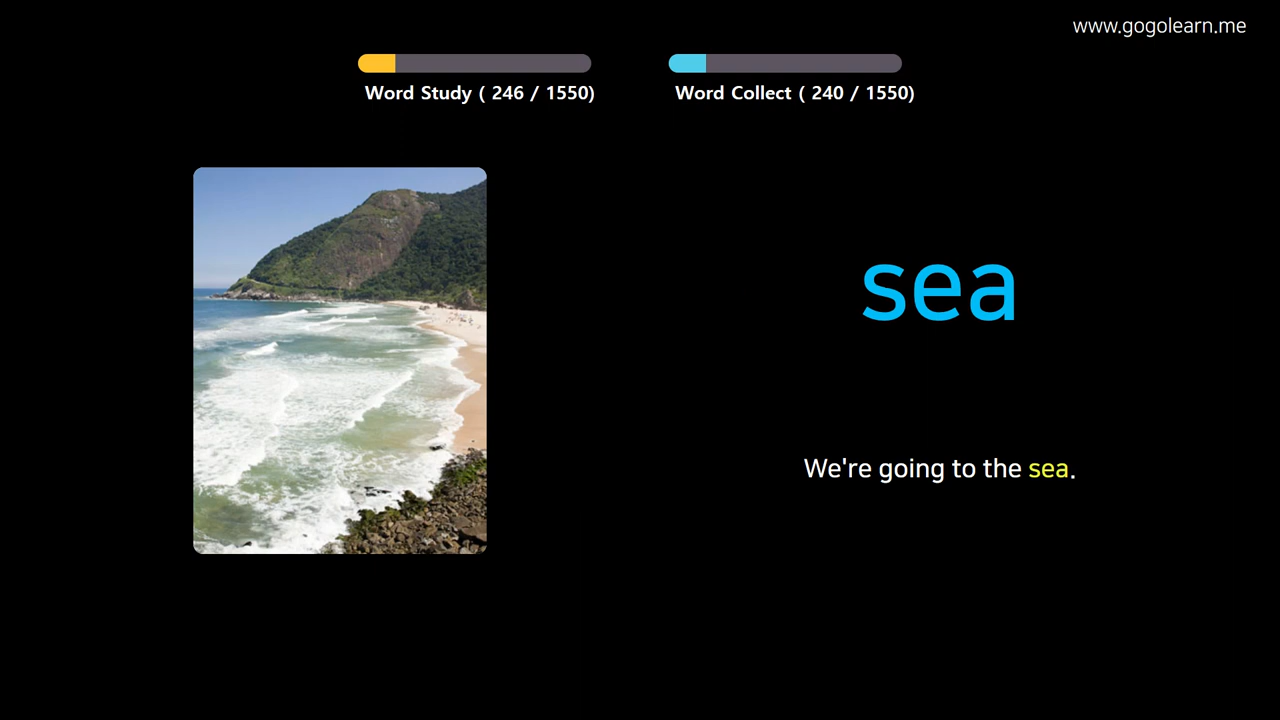 www.gogolearn.me
Word Study ( 246 / 1550)
Word Collect ( 240 / 1550)
sea
We're going to the sea.